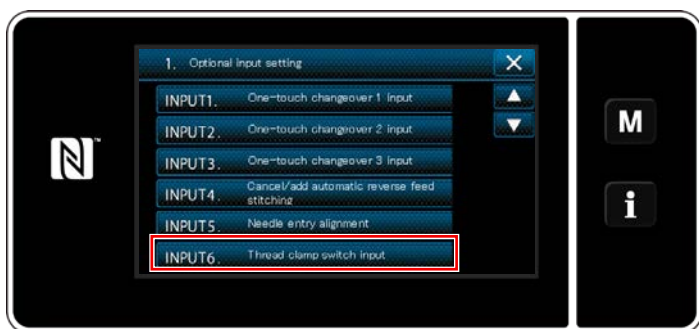 1. Optional input setting
INPUT1. One-touch changeover 1 input
INPUT2. One-touch changeover 2 input
INPUT3. One-touch changeover 3 input
INPUT4. Cancel/add automatic reverse feed
stitching
INPUT5. Needle entry alignment
INPUT6. Thread clamp switch input
M
i